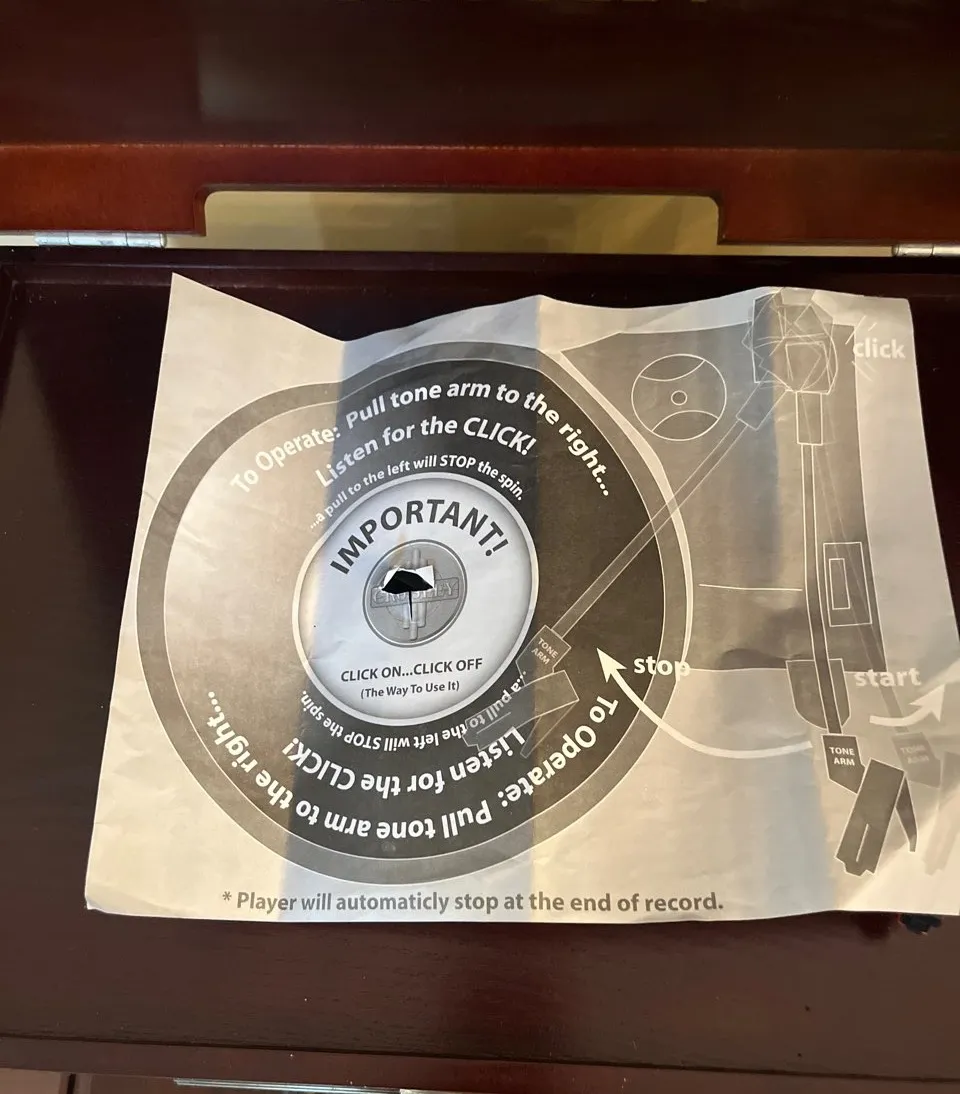 To Operate: Pull tone arm to the right...
Listen for the CLICK!
...a pull to the left will STOP the spin.
IMPORTANT!
CROSLEY
CLICK ON...CLICK OFF
(The Way To Use It)
click
TONE
ARM
stop
start
TONE
ARM
TONE
ARM
To Operate: Pull tone arm to the right...
Listen for the CLICK!
...a pull to the left will STOP the spin.
* Player will automaticly stop at the end of record.